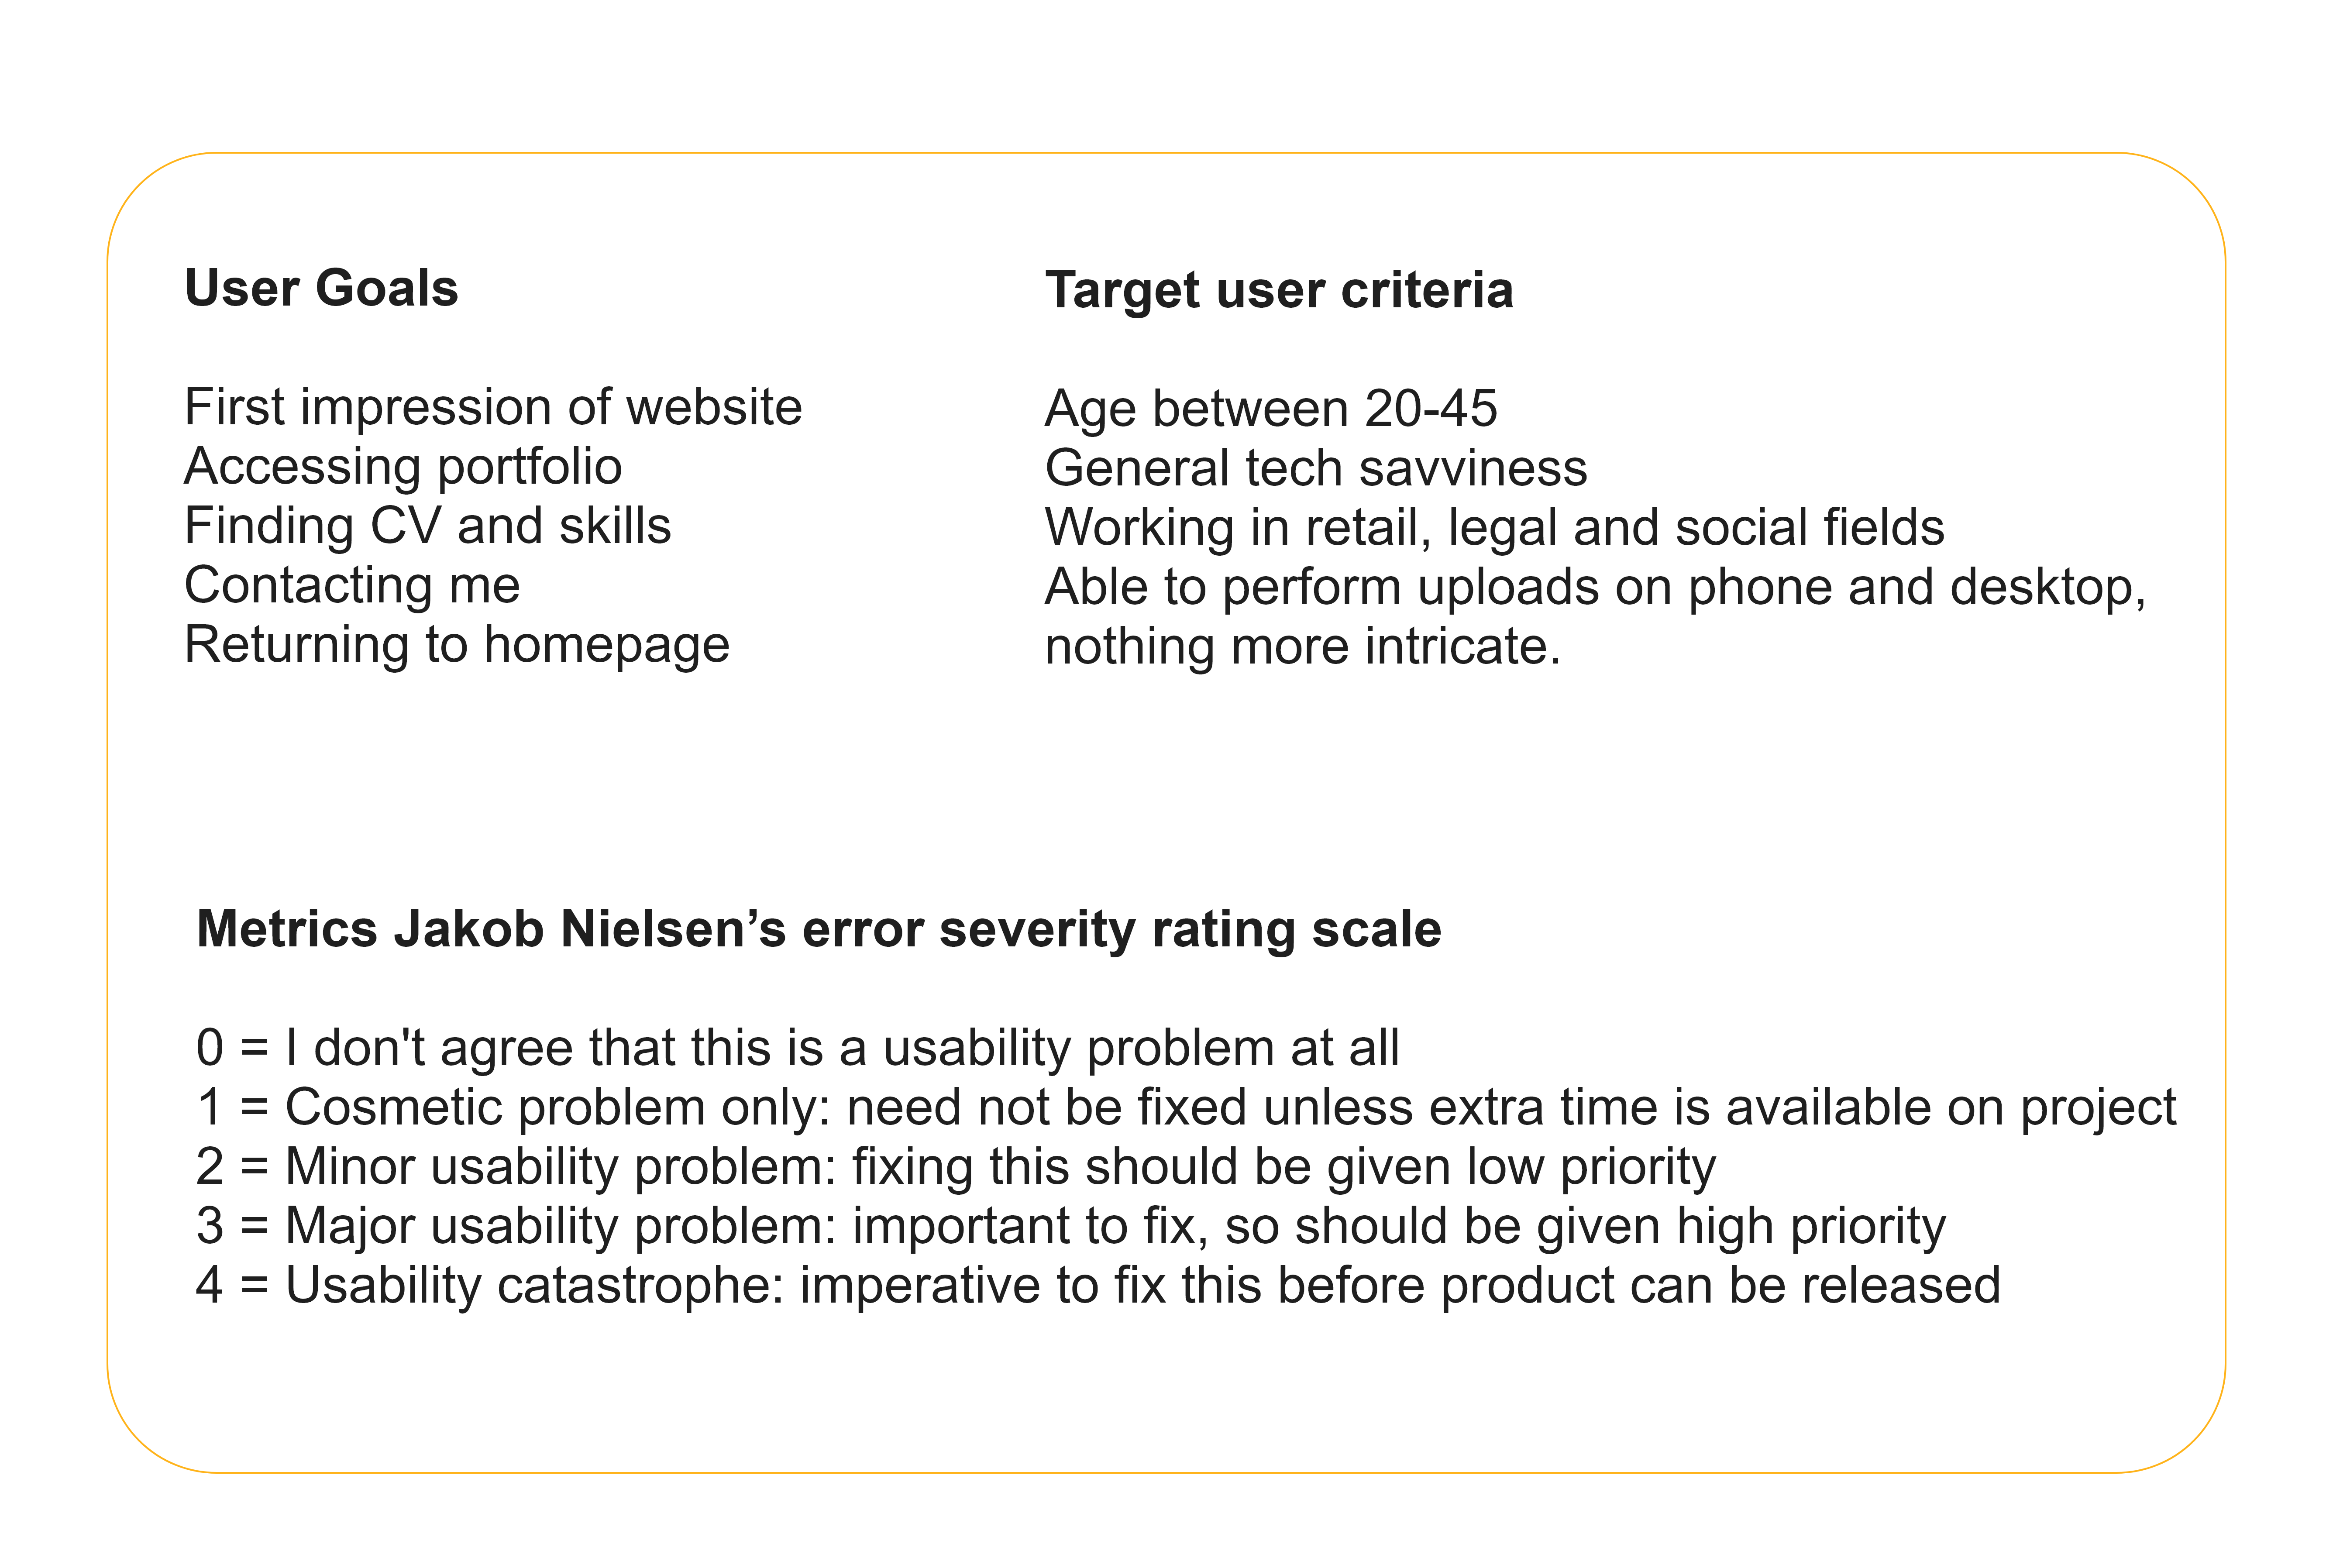 User Goals
First impression of website
Accessing portfolio
Finding CV and skills
Contacting me
Returning to homepage
Target user criteria
Age between 20-45
General tech savviness
Working in retail, legal and social fields
Able to perform uploads on phone and desktop,
nothing more intricate.
Metrics Jakob Nielsen’s error severity rating scale
0 = I don't agree that this is a usability problem at all
1 = Cosmetic problem only: need not be fixed unless extra time is available on project
2 = Minor usability problem: fixing this should be given low priority
3 = Major usability problem: important to fix, so should be given high priority
4 = Usability catastrophe: imperative to fix this before product can be released